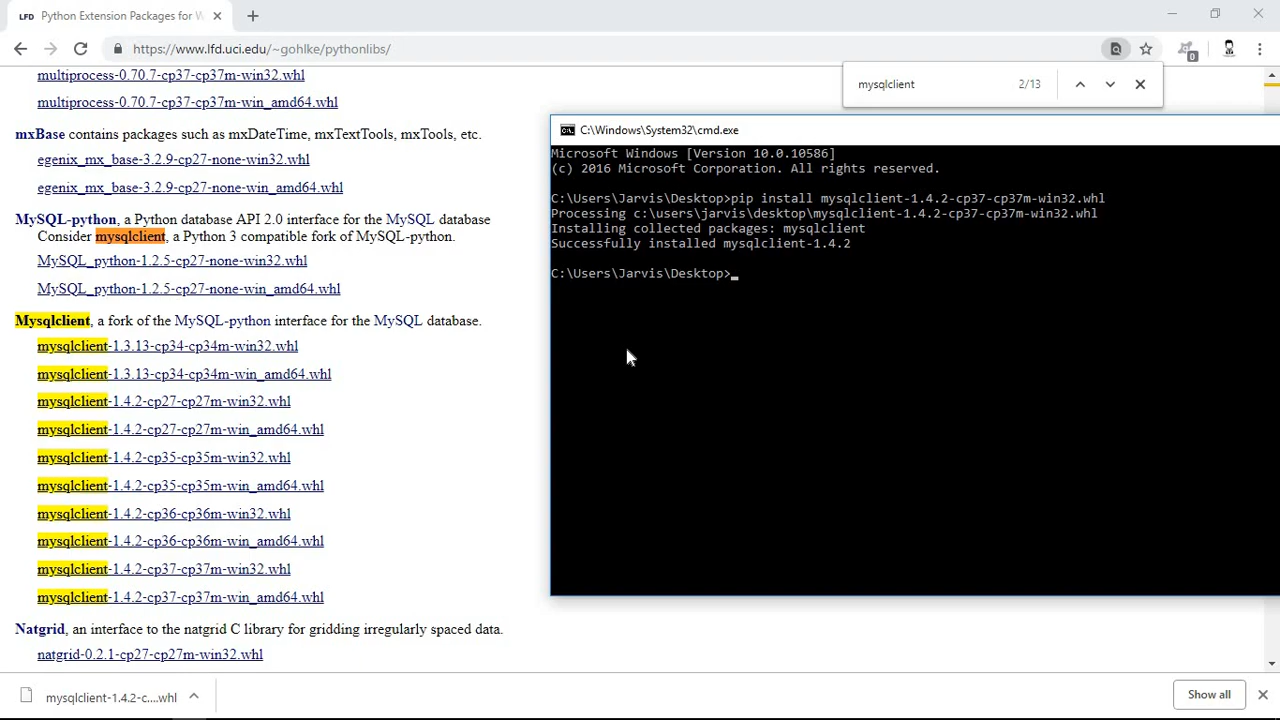 LFD Python Extension Packages for W
https://www.lfd.uci.edu/~gohlke/pythonlibs/
0
mysqlclient 2/13
multiprocess-0.70.7-cp37-cp37m-win32.whl
multiprocess-0.70.7-cp37-cp37m-win_amd64.whl
mxBase contains packages such as mxDateTime, mxTextTools, mxTools, etc.
egenix_mx_base-3.2.9-cp27-none-win32.whl
egenix_mx_base-3.2.9-cp27-none-win_amd64.whl
MySQL-python, a Python database API 2.0 interface for the MySQL database
Consider mysqlclient, a Python 3 compatible fork of MySQL-python.
MySQL_python-1.2.5-cp27-none-win32.whl
MySQL_python-1.2.5-cp27-none-win_amd64.whl
Mysqlclient, a fork of the MySQL-python interface for the MySQL database.
mysqlclient-1.3.13-cp34-cp34m-win32.whl
mysqlclient-1.3.13-cp34-cp34m-win_amd64.whl
mysqlclient-1.4.2-cp27-cp27m-win32.whl
mysqlclient-1.4.2-cp27-cp27m-win_amd64.whl
mysqlclient-1.4.2-cp35-cp35m-win32.whl
mysqlclient-1.4.2-cp35-cp35m-win_amd64.whl
mysqlclient-1.4.2-cp36-cp36m-win32.whl
mysqlclient-1.4.2-cp36-cp36m-win_amd64.whl
mysqlclient-1.4.2-cp37-cp37m-win32.whl
mysqlclient-1.4.2-cp37-cp37m-win_amd64.whl
Natgrid, an interface to the natgrid C library for gridding irregularly spaced data.
natgrid-0.2.1-cp27-cp27m-win32.whl
C:\Windows\System32\cmd.exe
Microsoft Windows [Version 10.0.10586]
(c) 2016 Microsoft Corporation. All rights reserved.
C:\Users\Jarvis\Desktop>pip install mysqlclient-1.4.2-cp37-cp37m-win32.whl
Processing c:\users\jarvis\desktop\mysqlclient-1.4.2-cp37-cp37m-win32.whl
Installing collected packages: mysqlclient
Successfully installed mysqlclient-1.4.2
C:\Users\Jarvis\Desktop>_
mysqlclient-1.4.2-c....whl
Show all